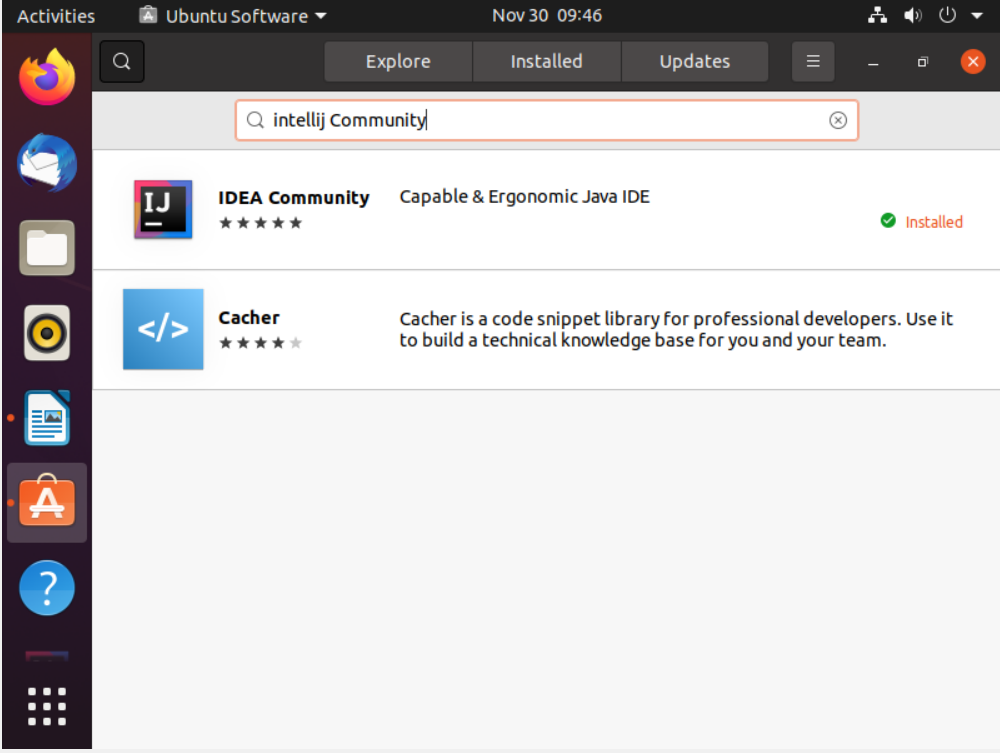 Activities
Ubuntu Software
Nov 30 09:46
Explore
Installed
Updates
intellij Community
IJ
IDEA Community
Capable & Ergonomic Java IDE
Installed
</>
Cacher
Cacher is a code snippet library for professional developers. Use it
to build a technical knowledge base for you and your team.
A
?